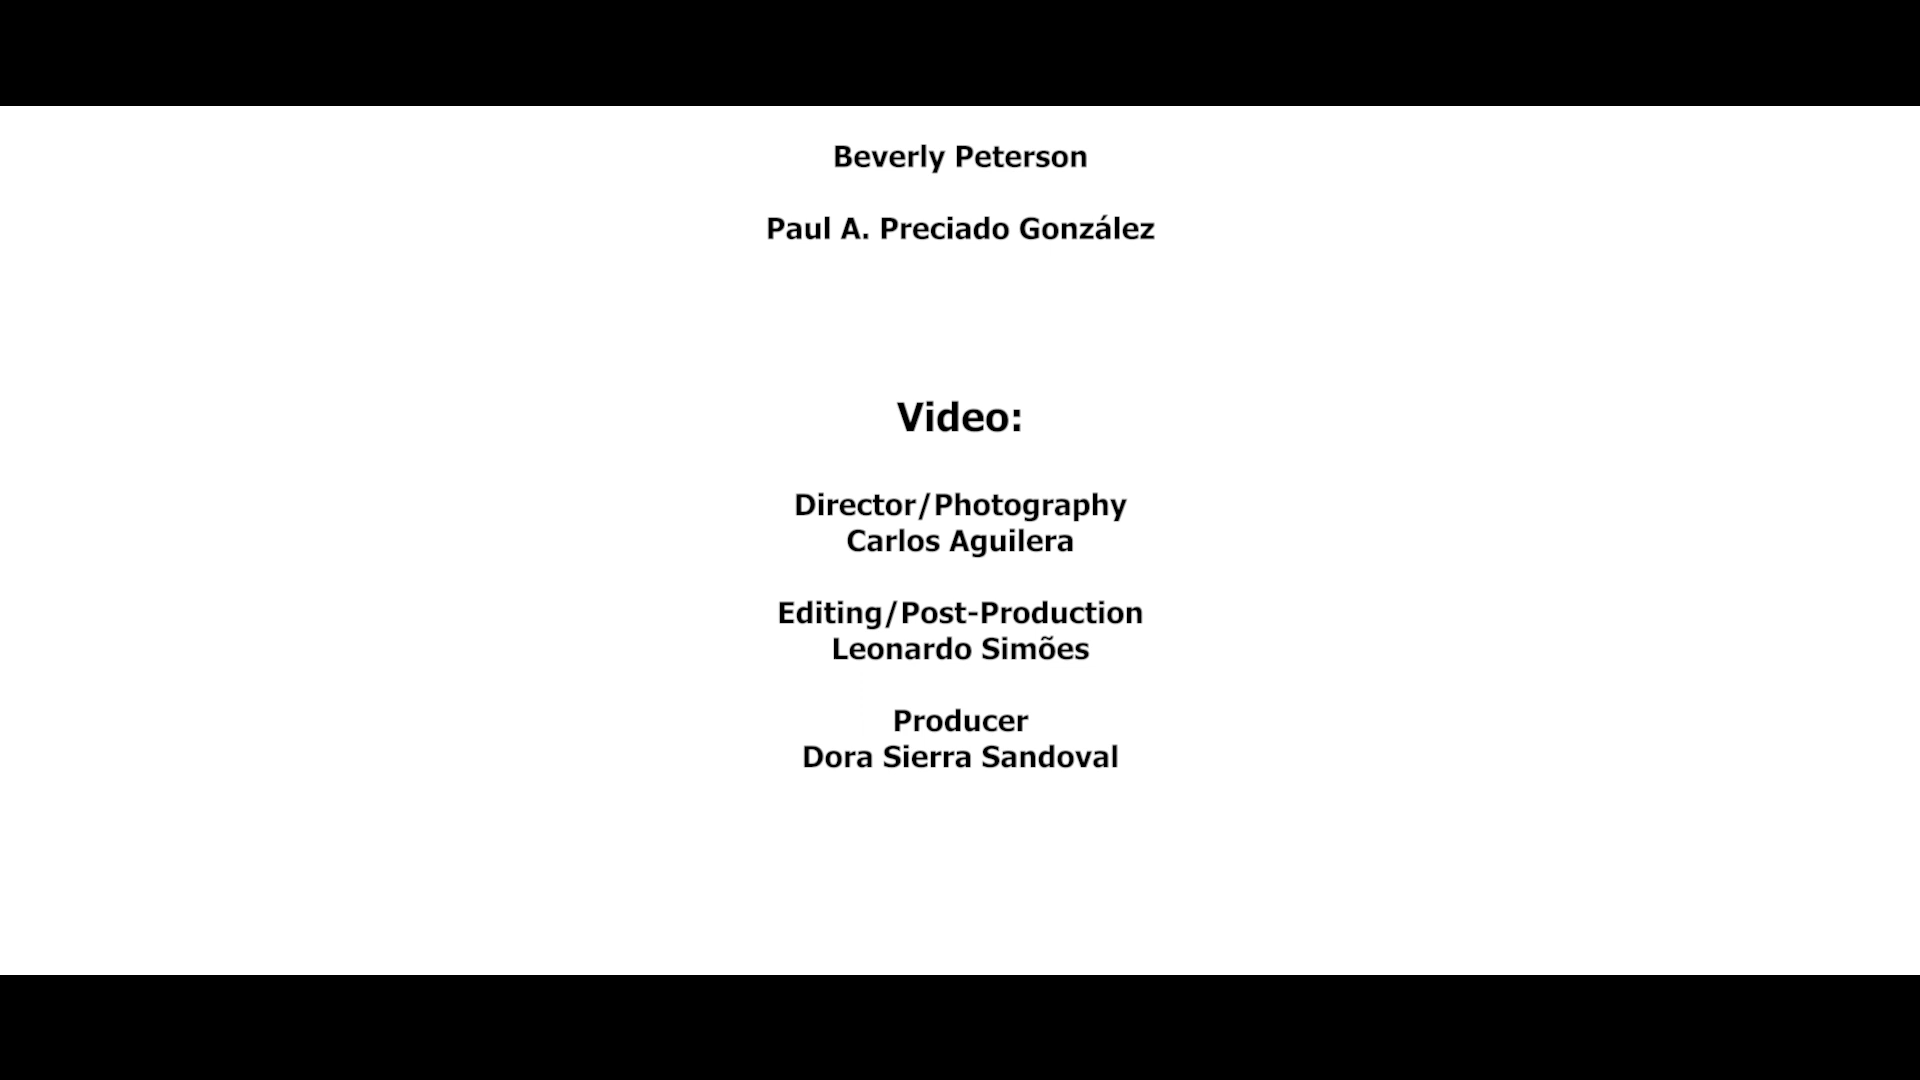 Beverly Peterson
Paul A. Preciado González
Video:
Director/Photography
Carlos Aguilera
Editing/Post-Production
Leonardo Simões
Producer
Dora Sierra Sandoval